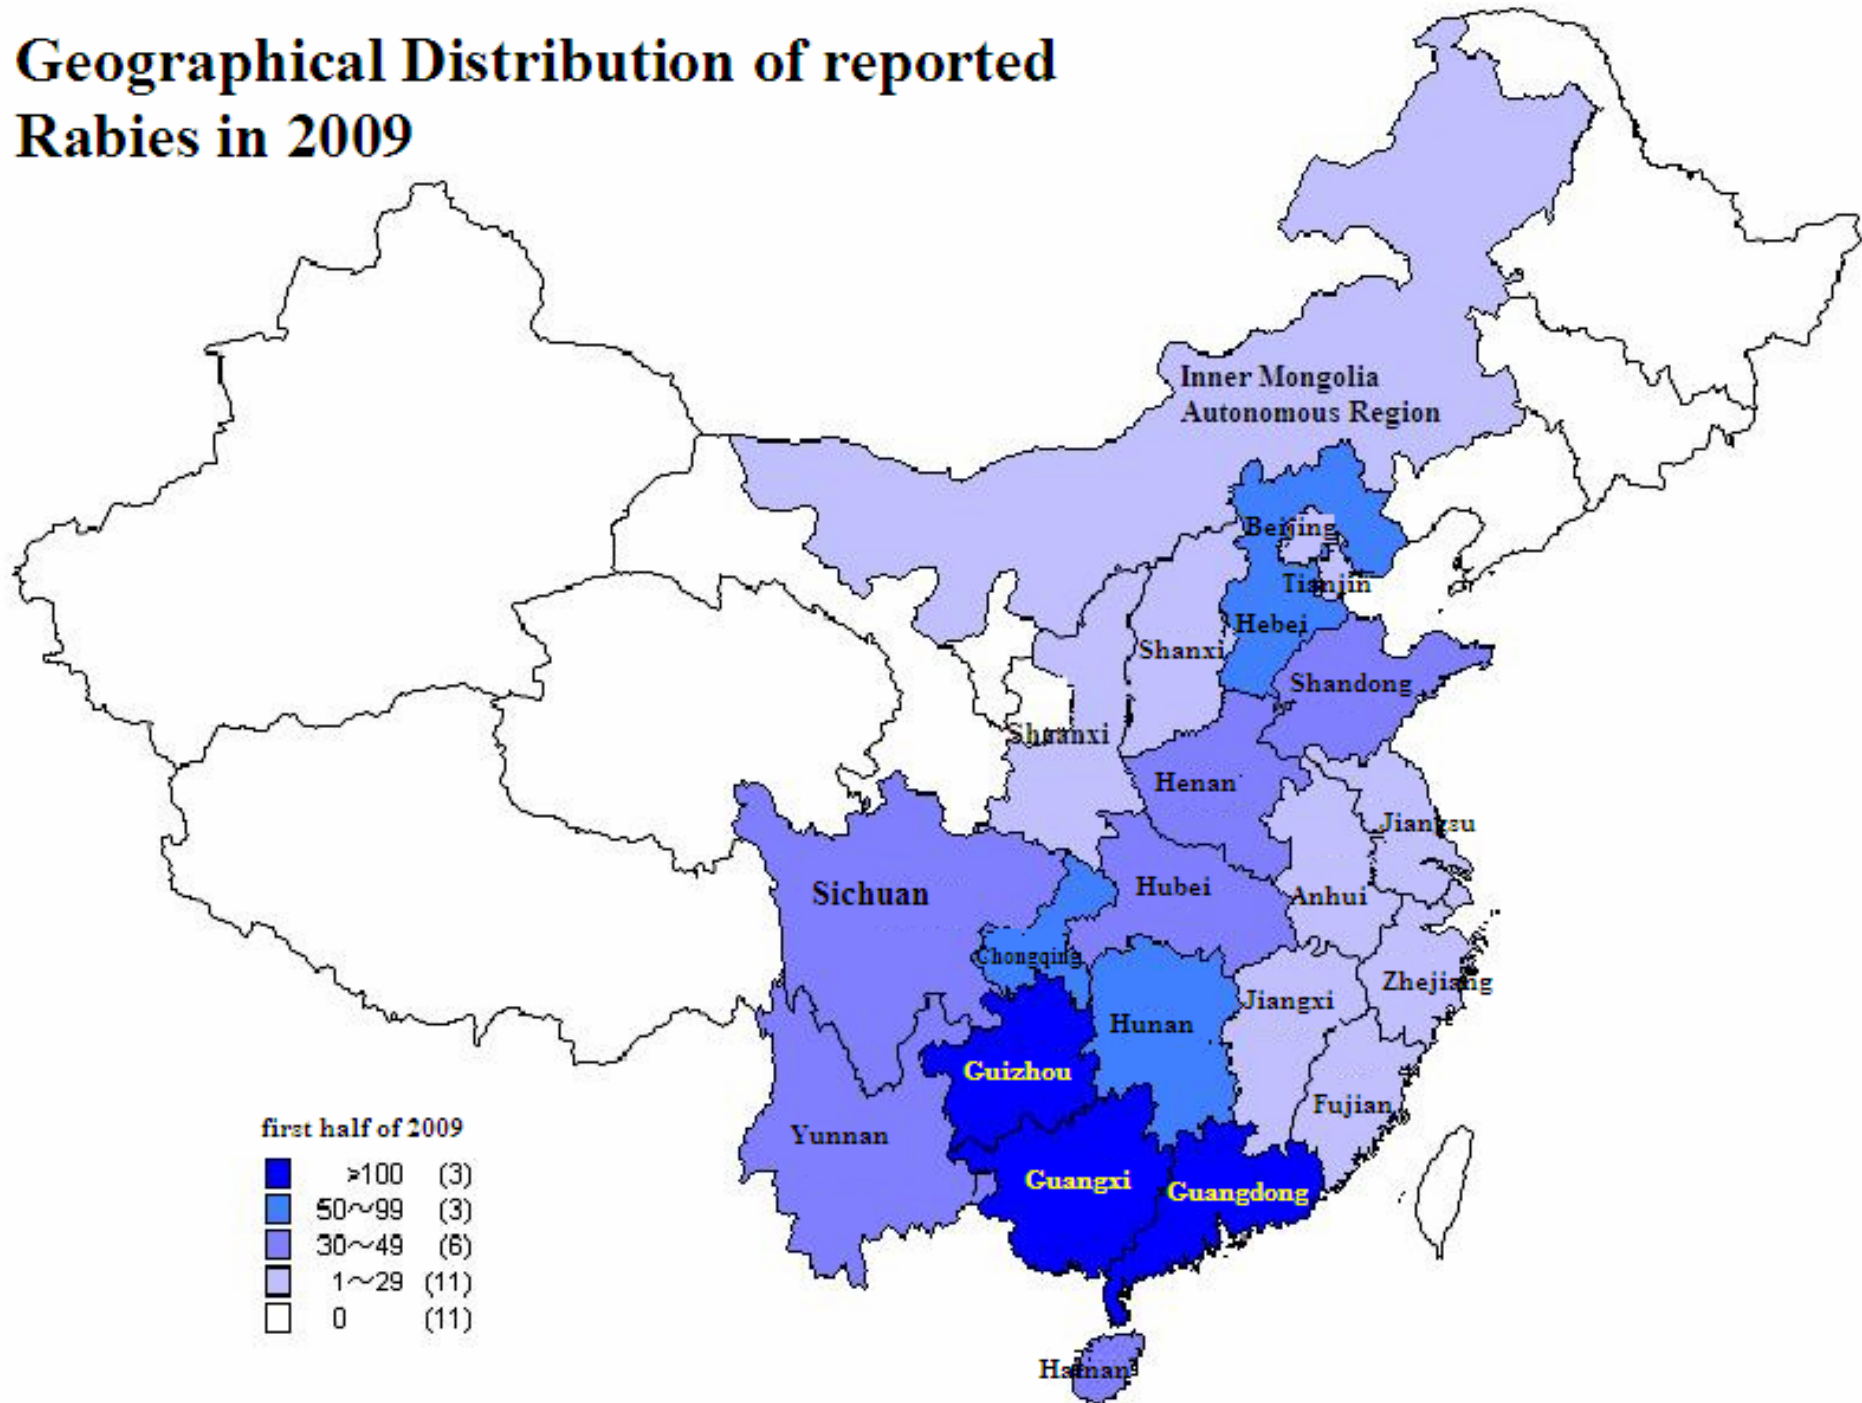 Geographical Distribution of reported
Rabies in 2009
Inner Mongolia
Autonomous Region
Beijing
Tianjin
Hebei
Shanxi
Shandong
Shaanxi
Henan
Jiangsu
Hubei
Sichuan
Anhui
Chongqing
Zhejiang
Jiangxi
Hunan
Guizhou
Fujian
Yunnan
Guangxi
Guangdong
Hainan
first half of 2009
>100 (3)
50~99 (3)
30~49 (6)
1~29 (11)
0 (11)